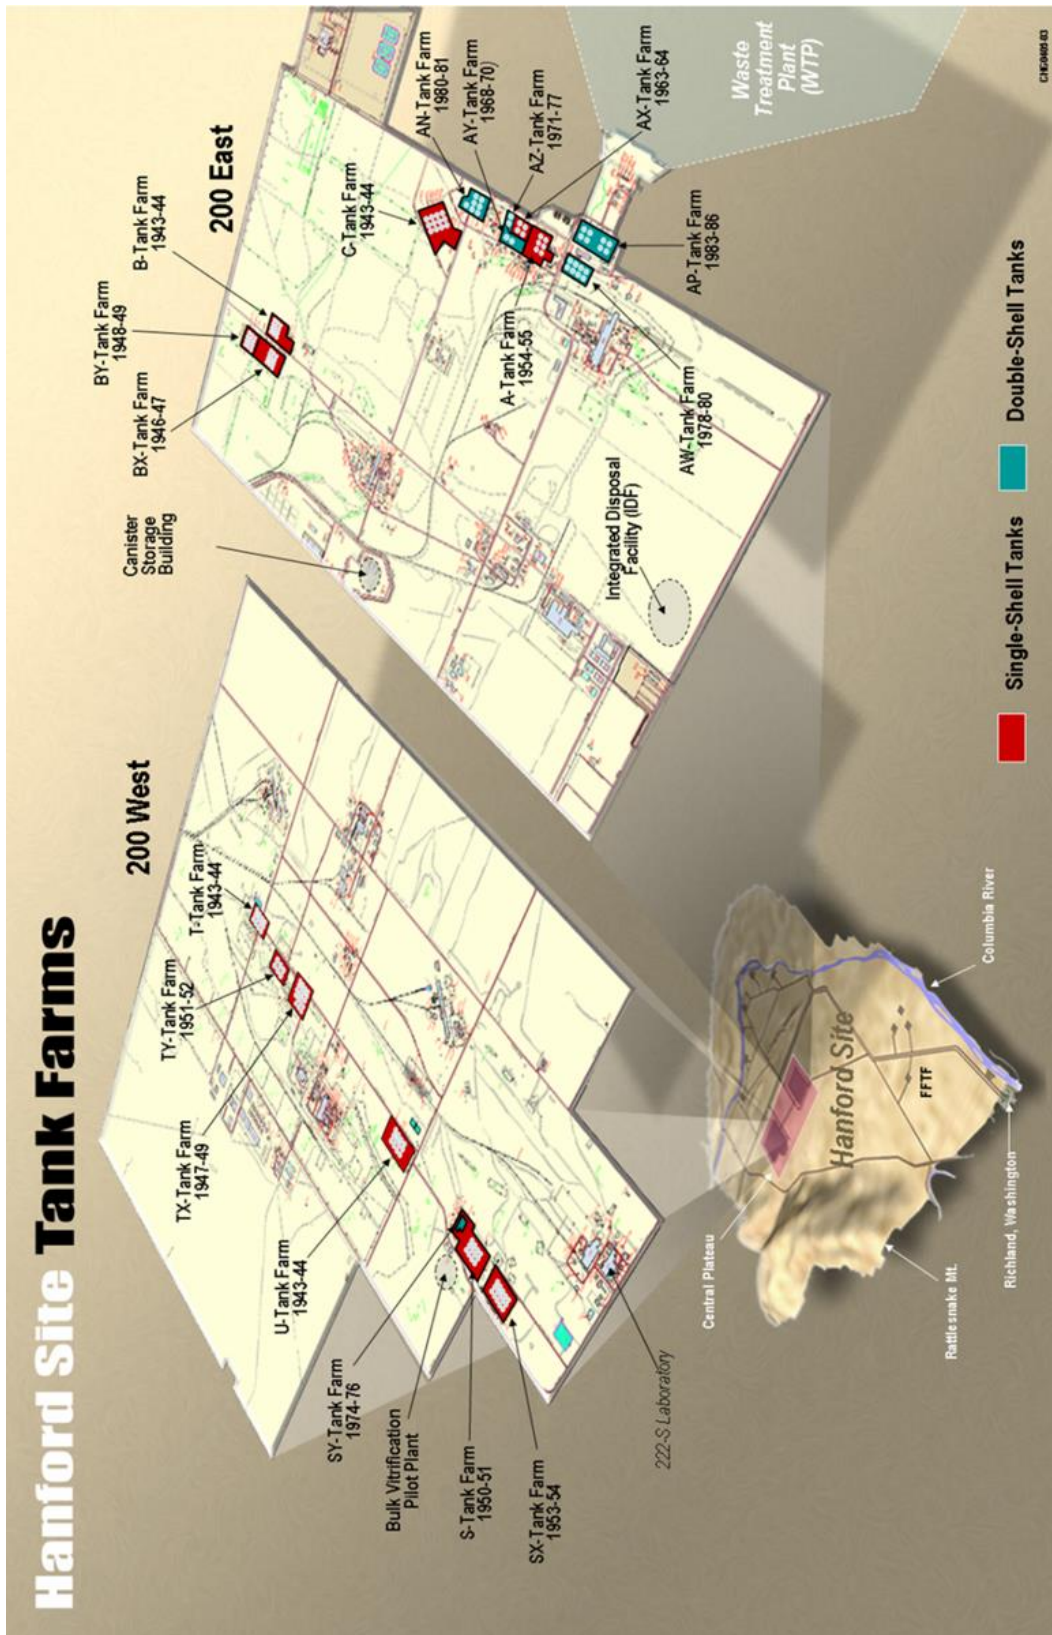 Hanford Site Tank Farms
200 West
T-Tank Farm
1943-44
TY-Tank Farm
1951-52
TX-Tank Farm
1947-49
U-Tank Farm
1943-44
SY-Tank Farm
1974-76
Bulk Vitrification
Pilot Plant
S-Tank Farm
1950-51
SX-Tank Farm
1953-54
222-S Laboratory
200 East
Canister
Storage
Building
BX-Tank Farm
1946-47
BY-Tank Farm
1948-49
B-Tank Farm
1943-44
C-Tank Farm
1943-44
AN-Tank Farm
1980-81
AY-Tank Farm
1968-70)
AZ-Tank Farm
1971-77
AX-Tank Farm
1963-64
A-Tank Farm
1954-55
AP-Tank Farm
1983-86
AW-Tank Farm
1978-80
Integrated Disposal
Facility (IDF)
Waste
Treatment
Plant
(WTP)
Central Plateau
Hanford Site
FFTF
Columbia River
Rattlesnake Mt.
Richland, Washington
Single-Shell Tanks
Double-Shell Tanks